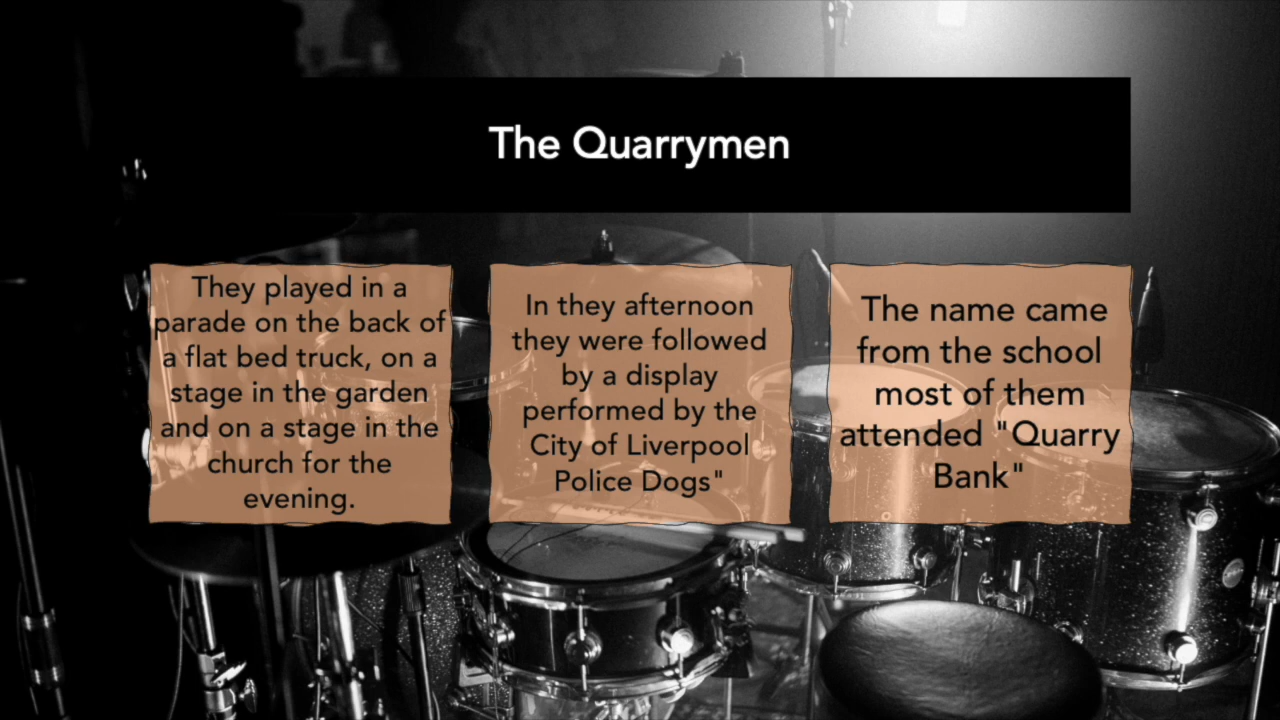 The Quarrymen
They played in a
parade on the back of
a flat bed truck, on a
stage in the garden
and on a stage in the
church for the
evening.
In they afternoon
they were followed
by a display
performed by the
City of Liverpool
Police Dogs"
The name came
from the school
most of them
attended "Quarry
Bank"